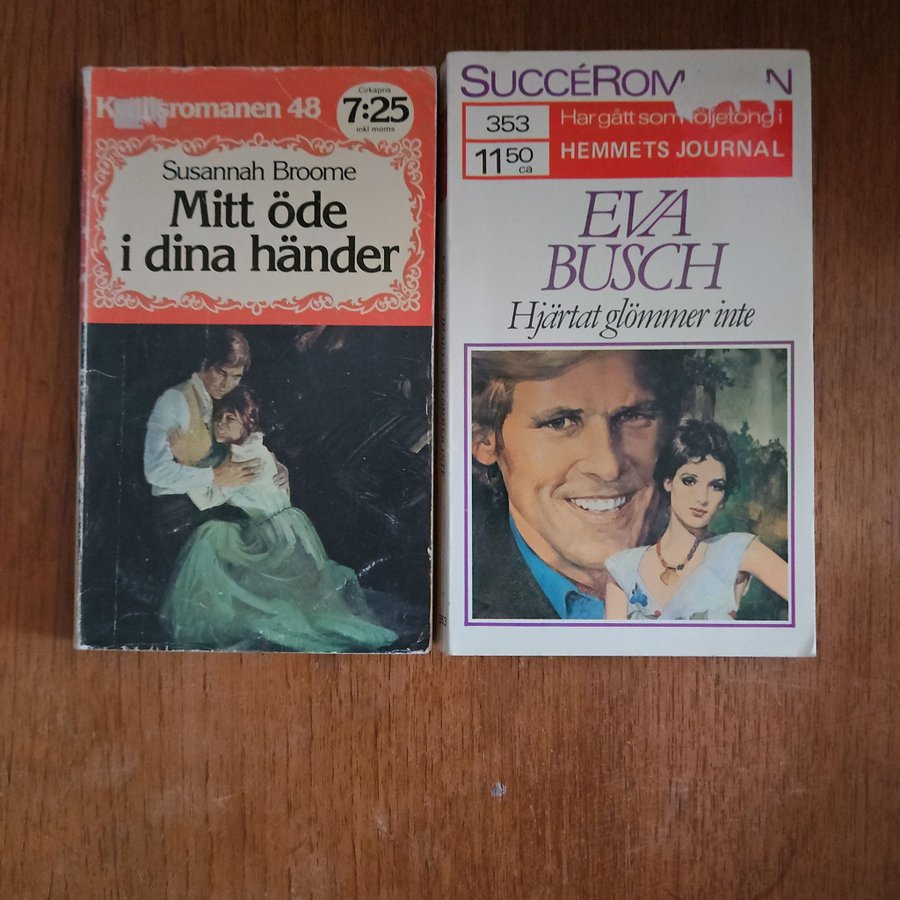 romanen 48
Cirkapris
7:25
inkl moms
Susannah Broome
Mitt öde
i dina händer
SUCCÉROM N
353
Har gått som följetong i
11 50
ca
HEMMETS JOURNAL
EVA
BUSCH
Hjärtat glömmer inte